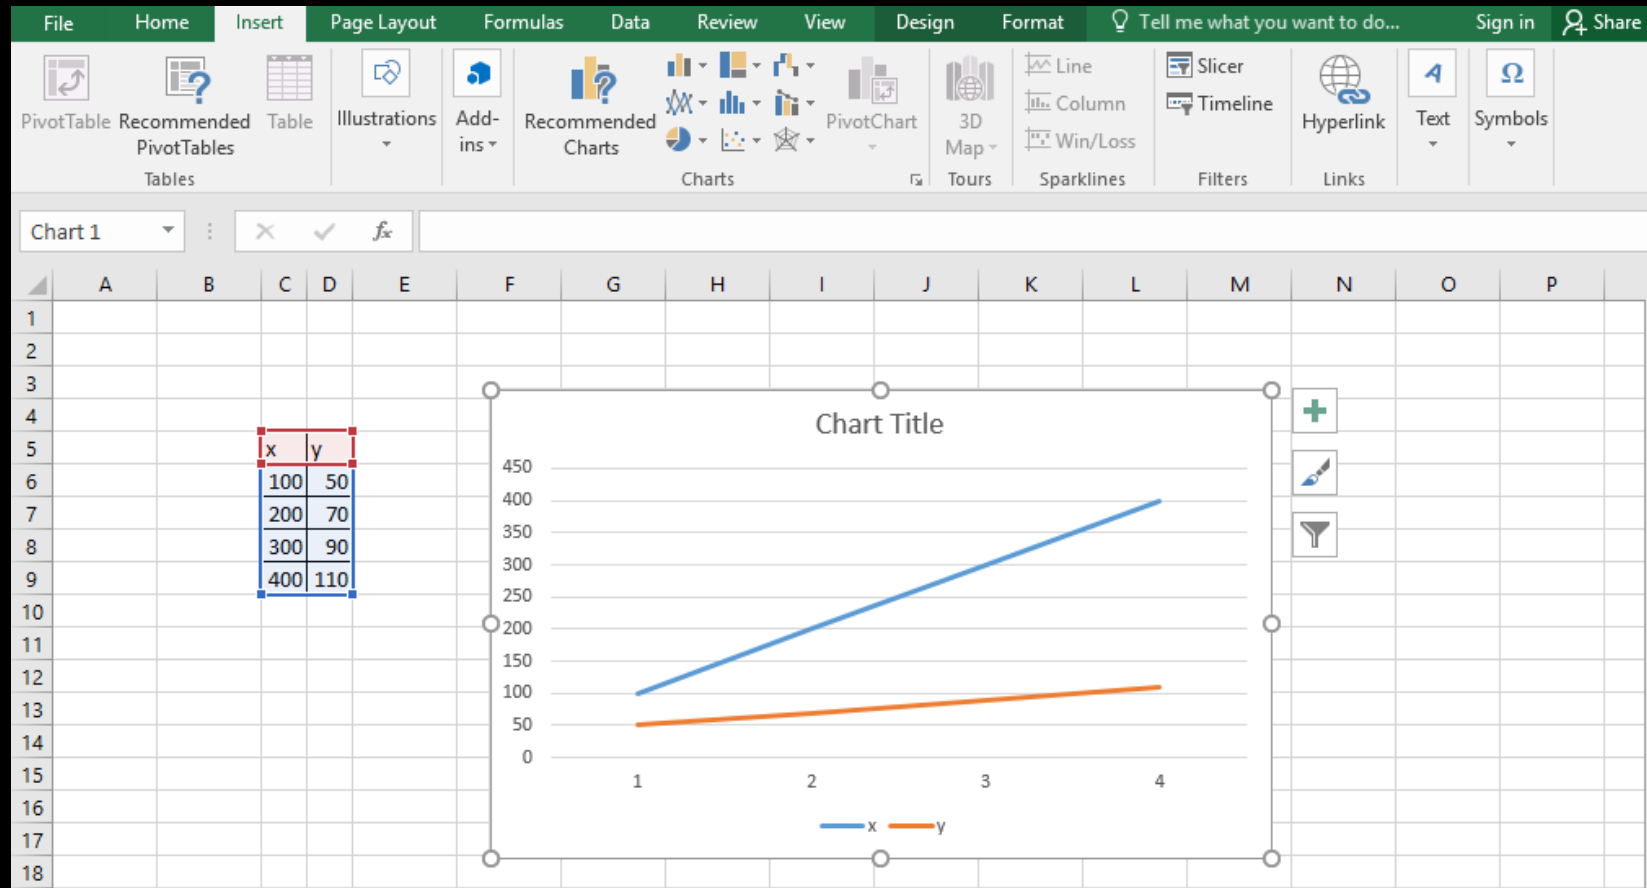 File Home Insert Page Layout Formulas Data Review View Design Format Tell me what you want to do... Sign in Share
PivotTable
Recommended
PivotTables
Table
Tables
Illustrations
Add-
ins
Recommended
Charts
PivotChart
Charts
3D
Map
Tours
Line
Column
Win/Loss
Sparklines
Slicer
Timeline
Filters
Hyperlink
Links
A
Text
Ω
Symbols
Chart 1
fx
A B C D E F G H I J K L M N O P
1
2
3
4
5 x y
6 100 50
7 200 70
8 300 90
9 400 110
10
11
12
13
14
15
16
17
18
Chart Title
450
400
350
300
250
200
150
100
50
0
1 2 3 4
x y